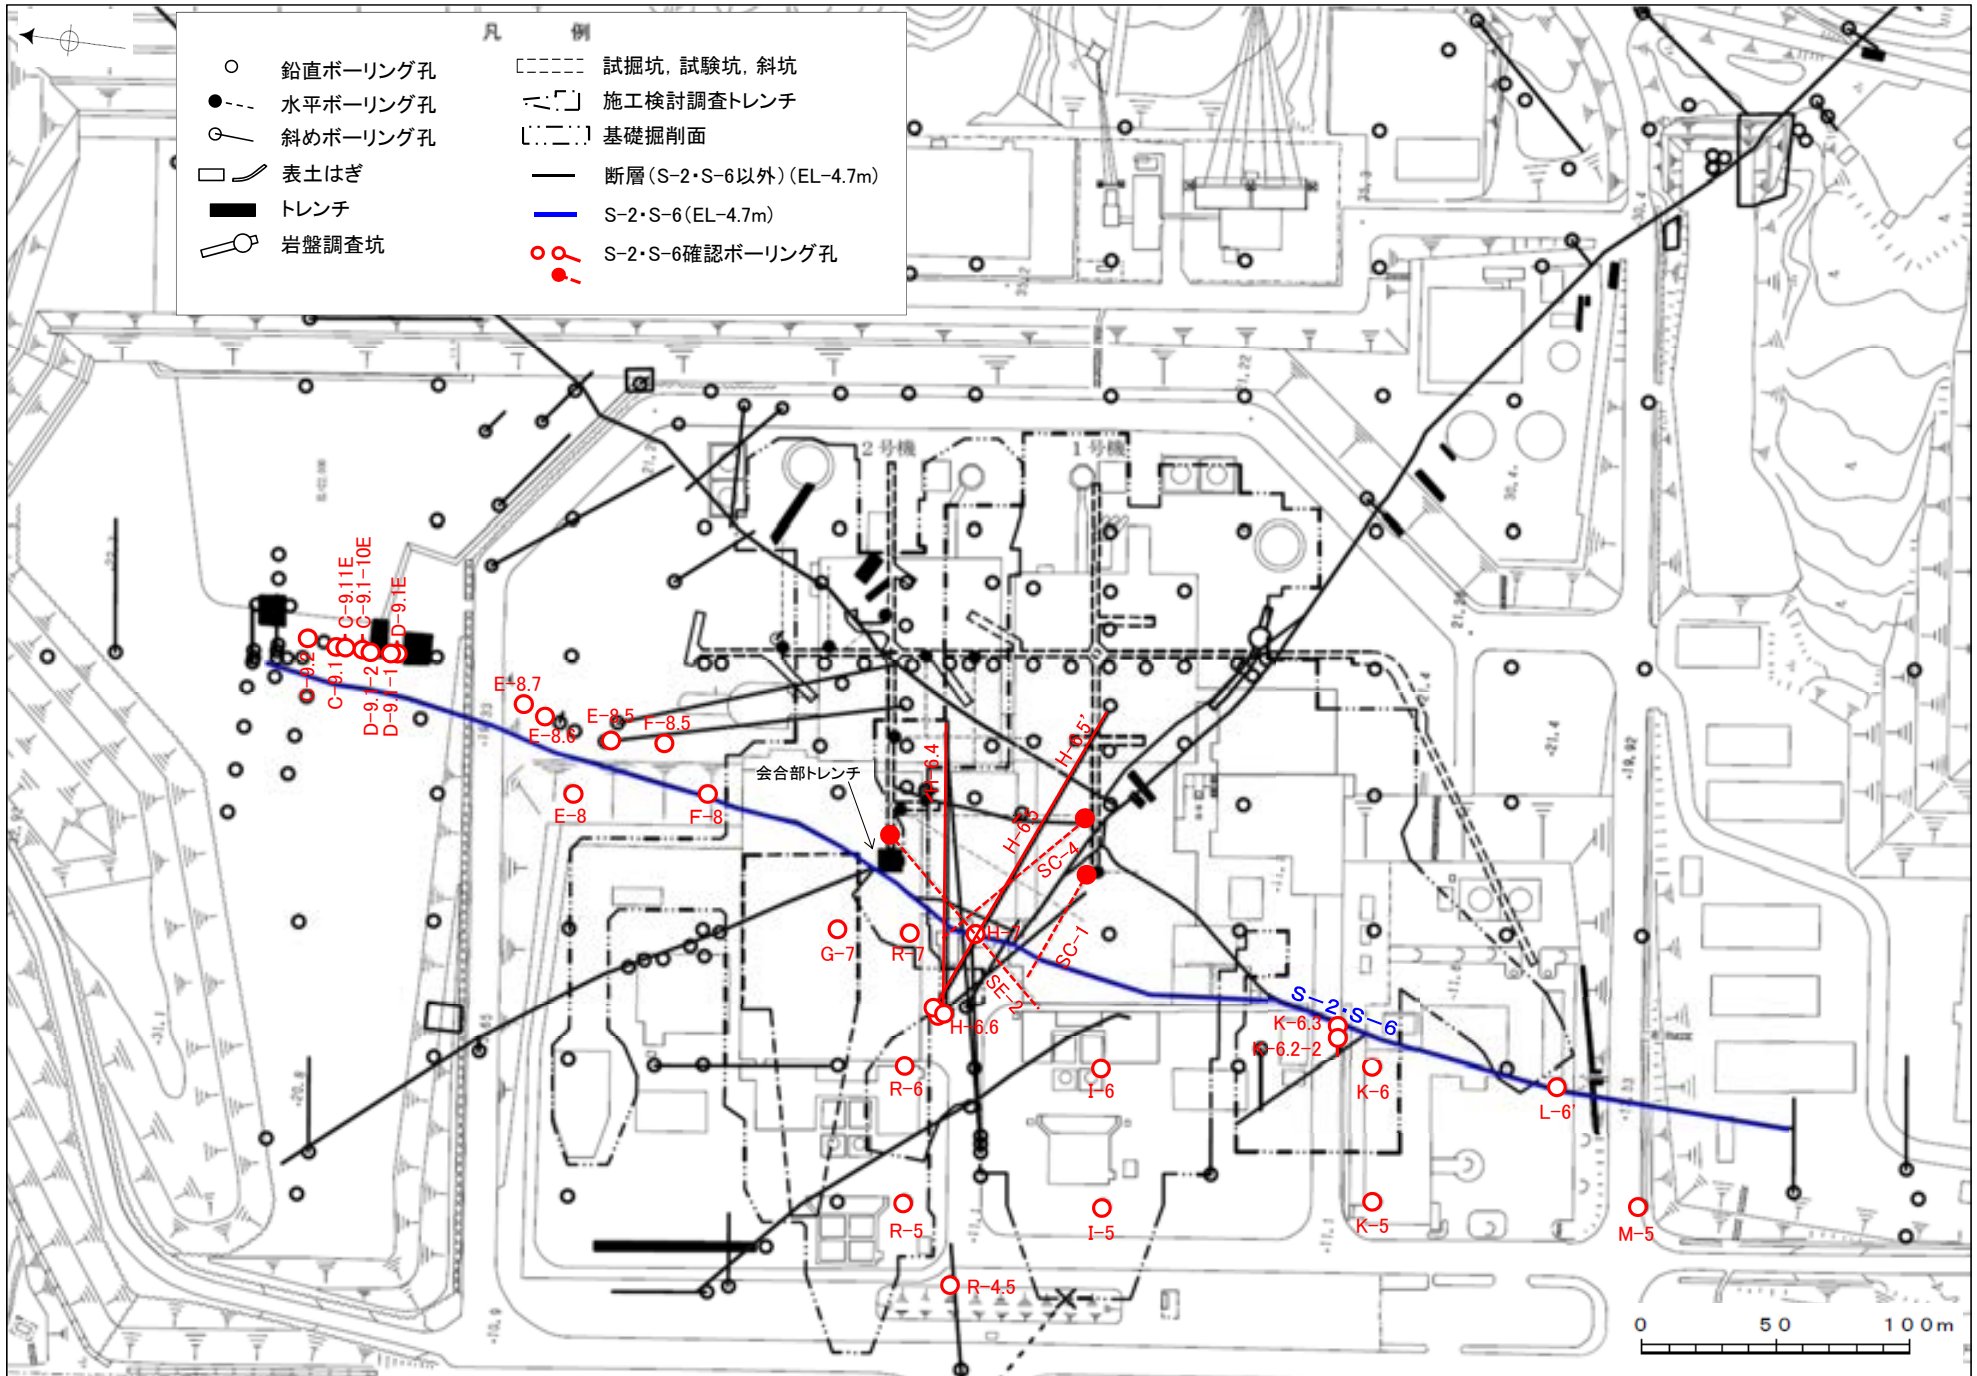 凡 例
鉛直ボーリング孔
水平ボーリング孔
斜めボーリング孔
表土はぎ
トレンチ
岩盤調査坑
試掘坑, 試験坑, 斜坑
施工検討調査トレンチ
基礎掘削面
断層(S-2・S-6以外)(EL-4.7m)
S-2・S-6(EL-4.7m)
S-2・S-6確認ボーリング孔
2号機
1号機
C-9.1
C-9.11E
C-9.1-10E
D-9.1E
D-9.1-2
D-9.1-1
E-8.7
E-8.6
E-8.5
F-8.5
E-8
F-8
会合部トレンチ
H-6.4
H-6.5'
H-6.5
SC-4
SC-1
SE-2
G-7
R-7
H-7
H-6.6
S-2・S-6
K-6.3
K-6.2-2
R-6
I-6
K-6
L-6'
R-5
I-5
K-5
M-5
R-4.5
0 50 100m